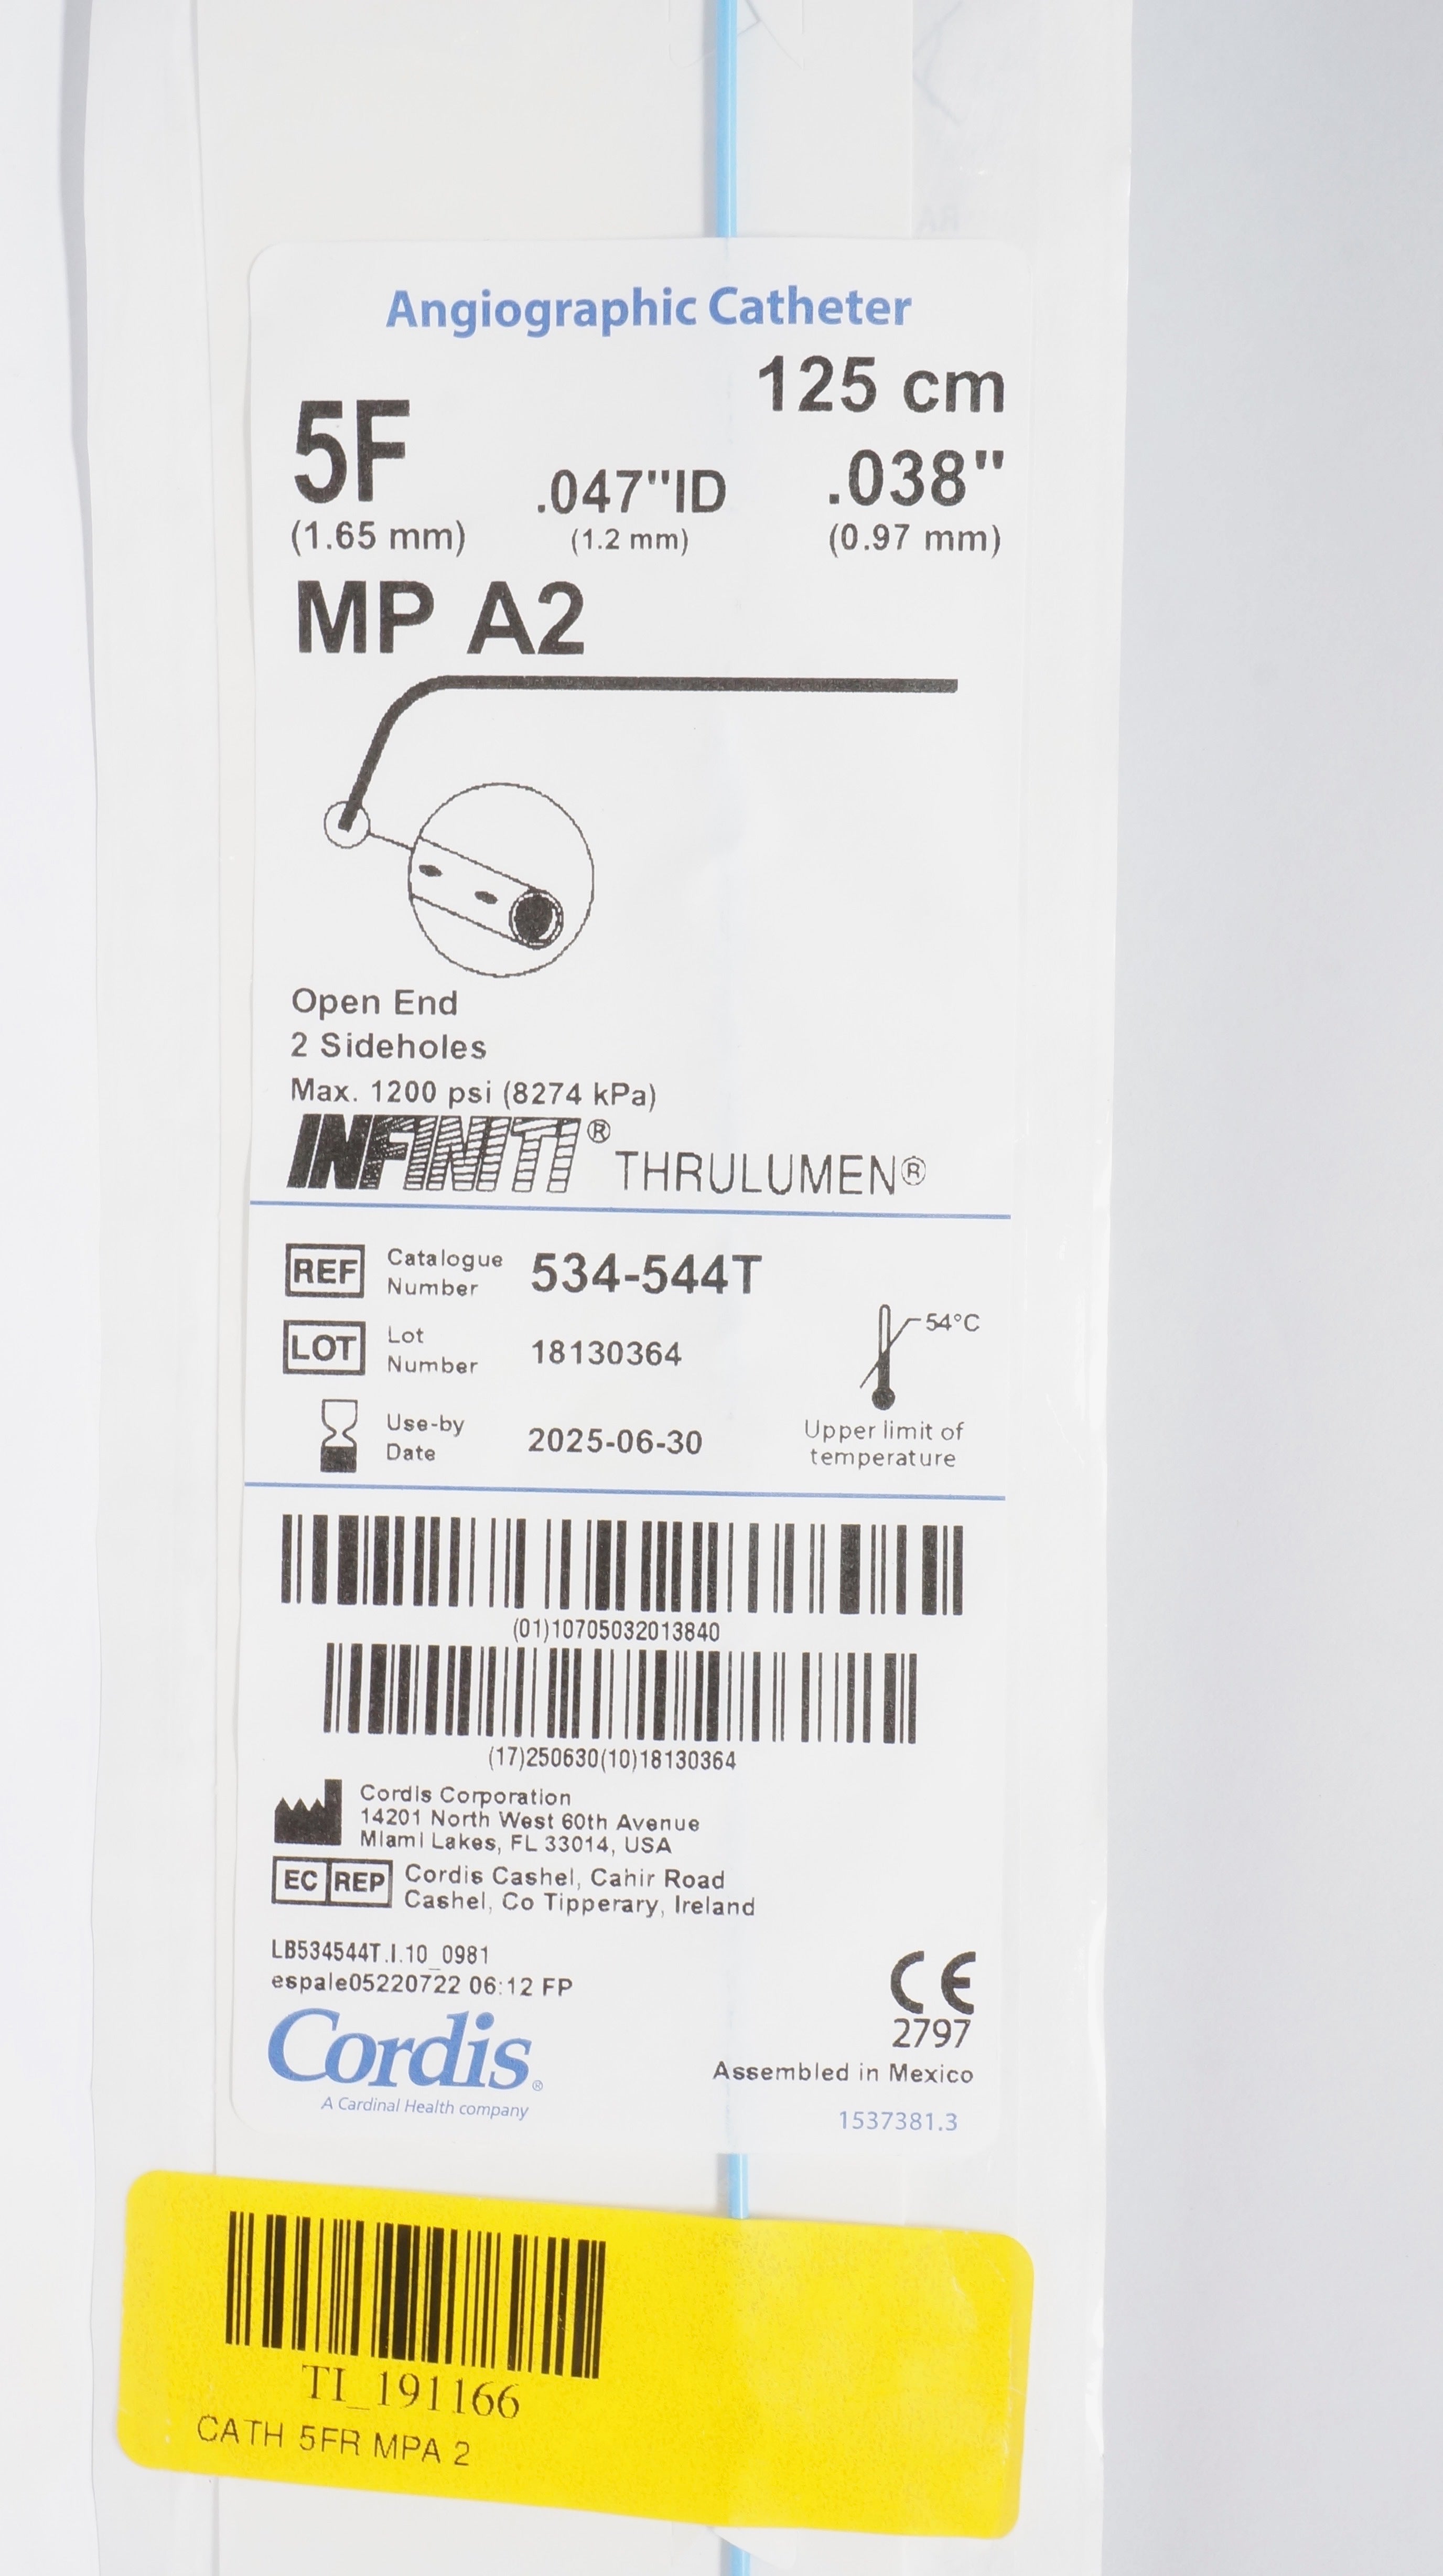 Angiographic Catheter
125 cm
5F .047"ID .038"
(1.65 mm) (1.2 mm) (0.97 mm)
MP A2
Open End
2 Sideholes
Max. 1200 psi (8274 kPa)
INFINITI® THRULUMEN®
REF Catalogue Number 534-544T
54°C
LOT Lot Number 18130364
Use-by Date 2025-06-30
Upper limit of
temperature
(01)10705032013840
(17)250630(10)18130364
Cordis Corporation
14201 North West 60th Avenue
Miami Lakes, FL 33014, USA
EC REP Cordis Cashel, Cahir Road
Cashel, Co Tipperary, Ireland
LB534544T.I.10_0981
espale05220722 06:12 FP
CE
2797
Cordis®
A Cardinal Health company
Assembled in Mexico
1537381.3
TI_191166
CATH 5FR MPA 2